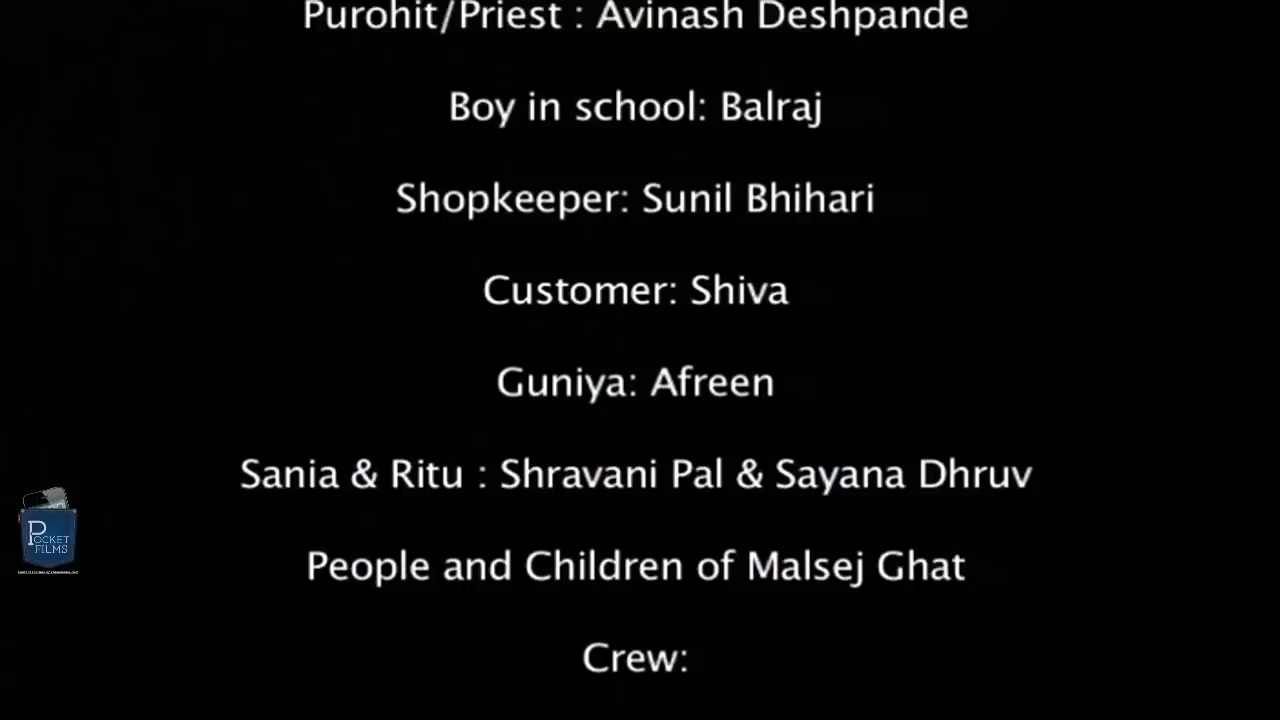 Purohit/Priest : Avinash Deshpande
Boy in school: Balraj
Shopkeeper: Sunil Bhihari
Customer: Shiva
Guniya: Afreen
Sania & Ritu : Shravani Pal & Sayana Dhruv
People and Children of Malsej Ghat
POCKET
FILMS
Crew: